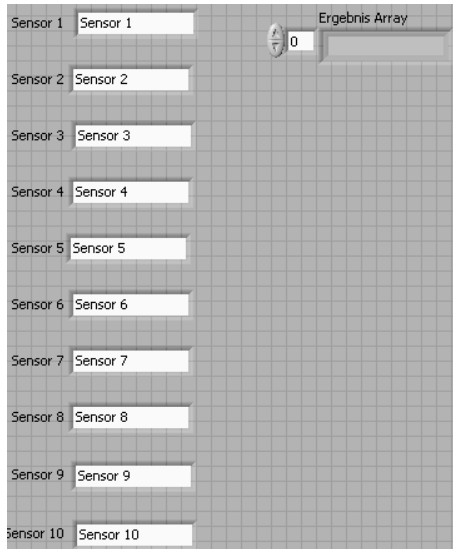 Sensor 1 Sensor 1
Ergebnis Array
0
Sensor 2 Sensor 2
Sensor 3 Sensor 3
Sensor 4 Sensor 4
Sensor 5 Sensor 5
Sensor 6 Sensor 6
Sensor 7 Sensor 7
Sensor 8 Sensor 8
Sensor 9 Sensor 9
Sensor 10 Sensor 10